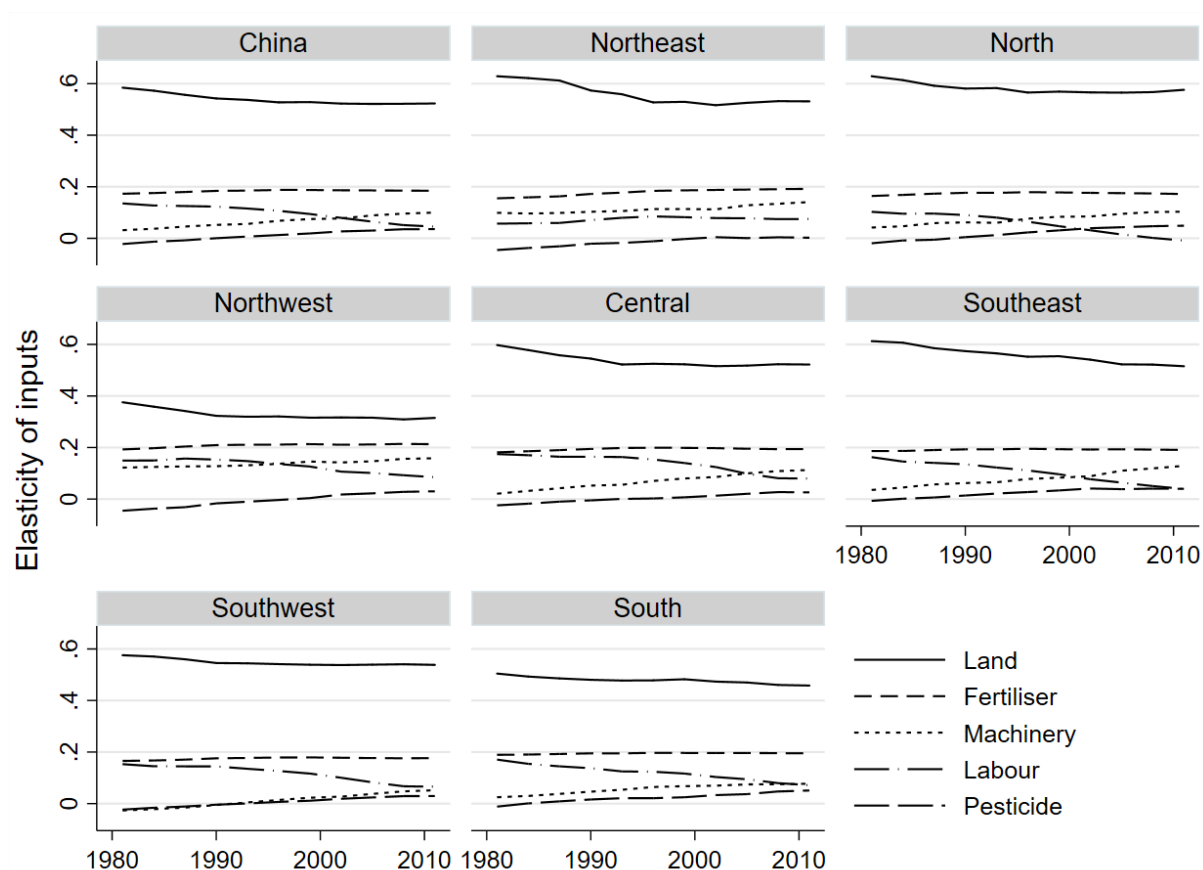 China
Northeast
North
.6
.4
.2
0
Northwest
Central
Southeast
.6
.4
.2
0
1980 1990 2000 2010
Elasticity of inputs
Southwest
South
.6
.4
.2
0
1980 1990 2000 2010
1980 1990 2000 2010
Land
Fertiliser
Machinery
Labour
Pesticide